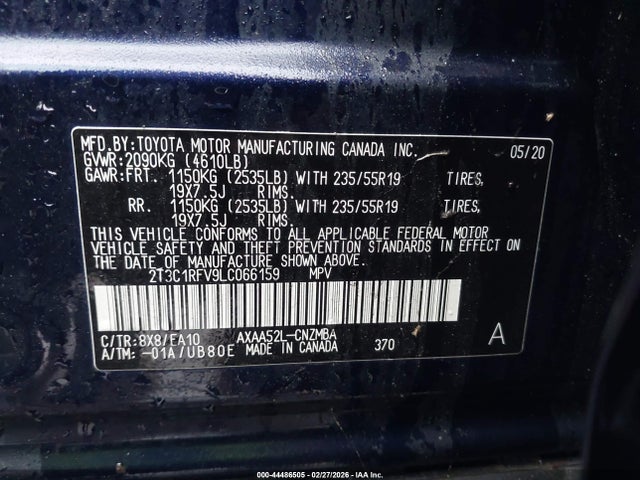 MFD.BY:TOYOTA MOTOR MANUFACTURING CANADA INC. 05/20
GVWR:2090KG (4610LB)
GAWR:FRT. 1150KG (2535LB) WITH 235/55R19 TIRES,
19X7.5J RIMS.
RR. 1150KG (2535LB) WITH 235/55R19 TIRES,
19X7.5J RIMS.
THIS VEHICLE CONFORMS TO ALL APPLICABLE FEDERAL MOTOR
VEHICLE SAFETY AND THEFT PREVENTION STANDARDS IN EFFECT
ON THE DATE OF MANUFACTURE SHOWN ABOVE.
2T3C1RFV9LC066159 MPV
C/TR:8X8/EA10 AXAA52L-CNZMBA
A/TM: -01A/UB80E MADE IN CANADA 370 A
000-44486505 - 02/27/2026 - IAA Inc.